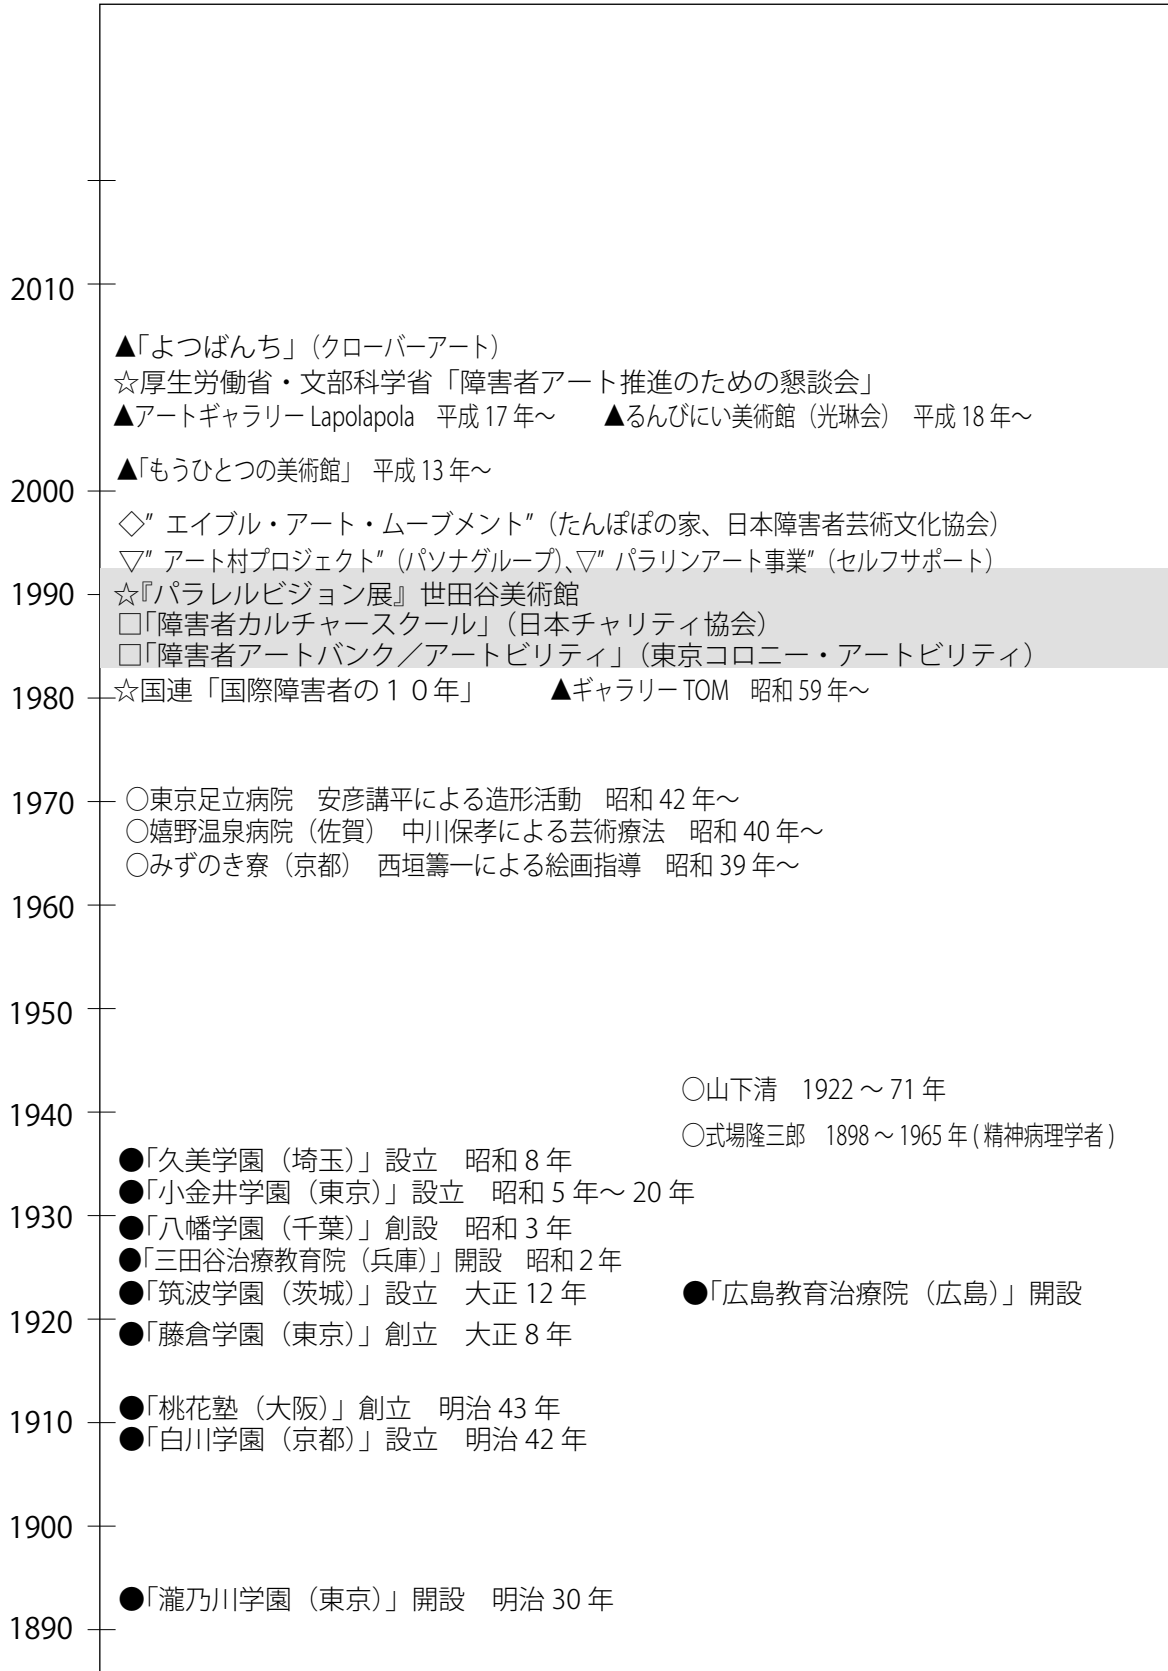 ▲「よつばんち」（クローバーアート）
2010
☆厚生労働省・文部科学省「障害者アート推進のための懇談会」
▲アートギャラリー Lapolapola　平成 17 年～　▲るんびにい美術館（光琳会）　平成 18 年～
▲「もうひとつの美術館」　平成 13 年～
2000
◇” エイブル・アート・ムーブメント”（たんぽぽの家、日本障害者芸術文化協会）
▽” アート村プロジェクト”（パソナグループ）、▽” パラリンアート事業”（セルフサポート）
1990
☆『パラレルビジョン展』世田谷美術館
□「障害者カルチャースクール」（日本チャリティ協会）
□「障害者アートバンク／アートビリティ」（東京コロニー・アートビリティ）
1980
☆国連「国際障害者の１０年」　▲ギャラリー TOM　昭和 59 年～
1970
○東京足立病院　安彦講平による造形活動　昭和 42 年～
○嬉野温泉病院（佐賀）　中川保孝による芸術療法　昭和 40 年～
○みずのき寮（京都）　西垣籌一による絵画指導　昭和 39 年～
1960
1950
○山下清　1922 ～ 71 年
1940
○式場隆三郎　1898 ～ 1965 年 ( 精神病理学者 )
●「久美学園（埼玉）」設立　昭和 8 年
●「小金井学園（東京）」設立　昭和 5 年～ 20 年
1930
●「八幡学園（千葉）」創設　昭和 3 年
●「三田谷治療教育院（兵庫）」開設　昭和 2 年
●「筑波学園（茨城）」設立　大正 12 年　●「広島教育治療院（広島）」開設
1920
●「藤倉学園（東京）」創立　大正 8 年
●「桃花塾（大阪）」創立　明治 43 年
1910
●「白川学園（京都）」設立　明治 42 年
1900
●「瀧乃川学園（東京）」開設　明治 30 年
1890